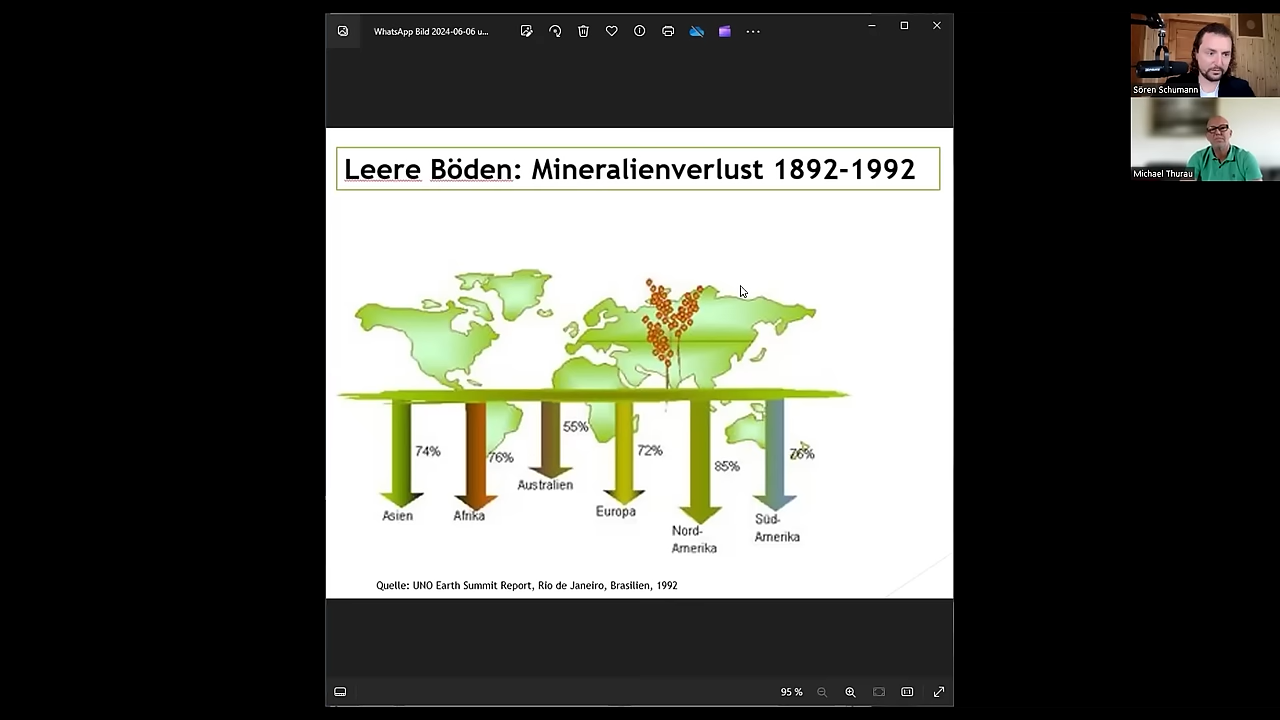 WhatsApp Bild 2024-06-06 u...
Sören Schumann
Michael Thurau
Leere Böden: Mineralienverlust 1892-1992
74%
76%
55%
72%
85%
76%
Asien
Afrika
Australien
Europa
Nord-
Amerika
Süd-
Amerika
Quelle: UNO Earth Summit Report, Rio de Janeiro, Brasilien, 1992
95 %